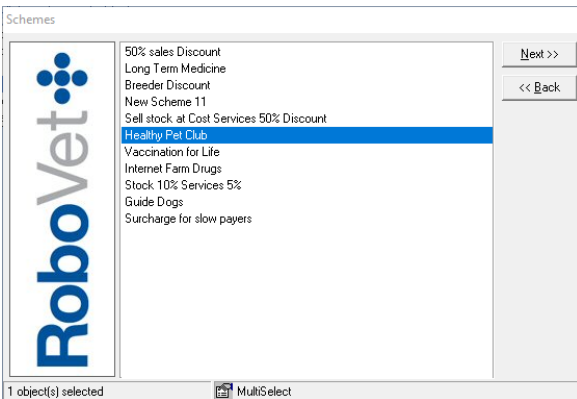 Schemes
RoboVet
50% sales Discount
Long Term Medicine
Breeder Discount
New Scheme 11
Sell stock at Cost Services 50% Discount
Healthy Pet Club
Vaccination for Life
Internet Farm Drugs
Stock 10% Services 5%
Guide Dogs
Surcharge for slow payers
Next >>
<< Back
1 object(s) selected
MultiSelect